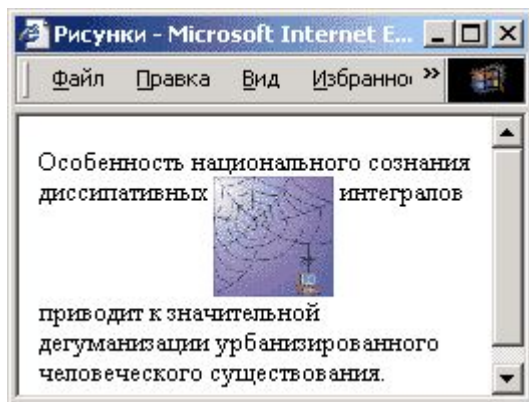 Рисунки - Microsoft Internet E...
Файл Правка Вид Избранно »
Особенность национального сознания
диссипативных интегралов
приводит к значительной
дегуманизации урбанизированного
человеческого существования.